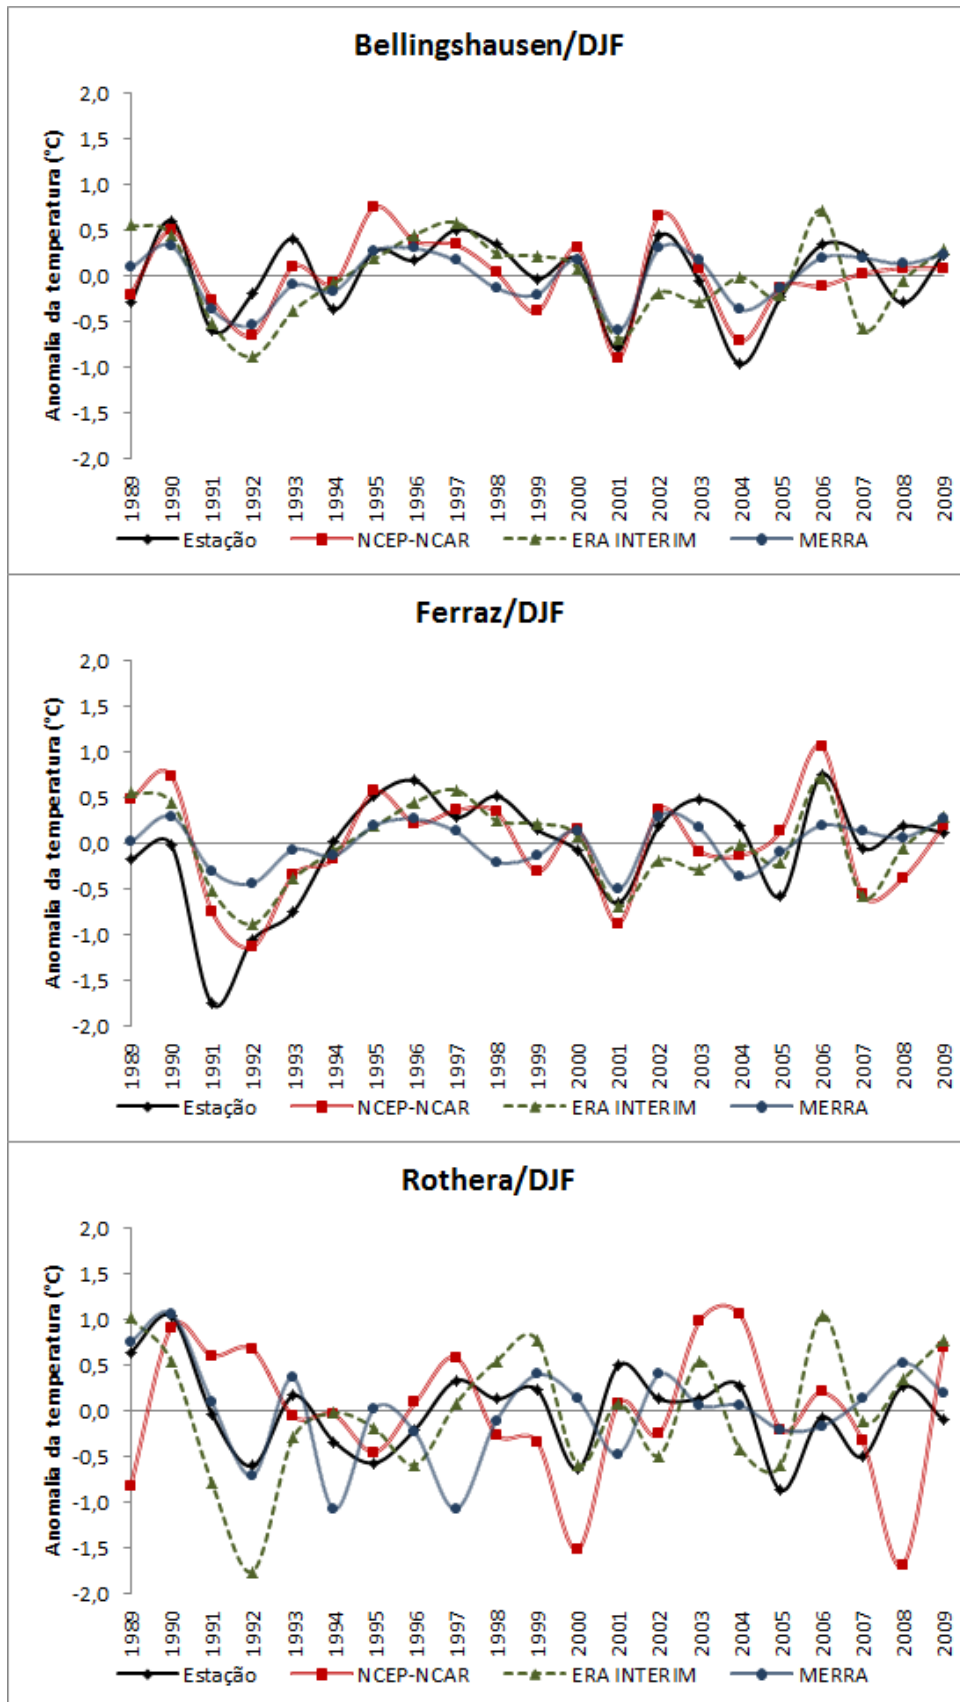 Bellingshausen/DJF
Anomalia da temperatura (°C)
2,0
1,5
1,0
0,5
0,0
-0,5
-1,0
-1,5
-2,0
1989 1990 1991 1992 1993 1994 1995 1996 1997 1998 1999 2000 2001 2002 2003 2004 2005 2006 2007 2008 2009
Estação NCEP-NCAR ERA INTERIM MERRA
Ferraz/DJF
Anomalia da temperatura (°C)
2,0
1,5
1,0
0,5
0,0
-0,5
-1,0
-1,5
-2,0
1989 1990 1991 1992 1993 1994 1995 1996 1997 1998 1999 2000 2001 2002 2003 2004 2005 2006 2007 2008 2009
Estação NCEP-NCAR ERA INTERIM MERRA
Rothera/DJF
Anomalia da temperatura (°C)
2,0
1,5
1,0
0,5
0,0
-0,5
-1,0
-1,5
-2,0
1989 1990 1991 1992 1993 1994 1995 1996 1997 1998 1999 2000 2001 2002 2003 2004 2005 2006 2007 2008 2009
Estação NCEP-NCAR ERA INTERIM MERRA